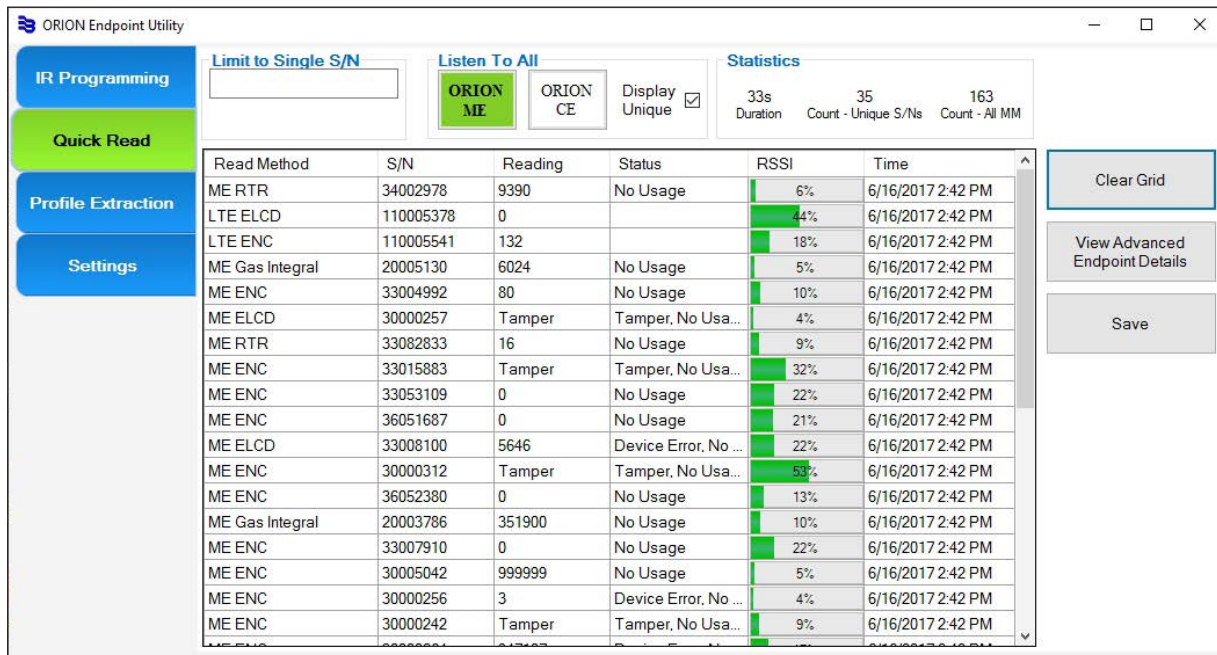 ORION Endpoint Utility
IR Programming
Quick Read
Profile Extraction
Settings
Limit to Single S/N
Listen To All
ORION ME
ORION CE
Display Unique
Statistics
33s 35 163
Duration Count - Unique S/Ns Count - All MM
Read Method S/N Reading Status RSSI Time
ME RTR 34002978 9390 No Usage 6% 6/16/2017 2:42 PM
LTE ELCD 110005378 0 44% 6/16/2017 2:42 PM
LTE ENC 110005541 132 18% 6/16/2017 2:42 PM
ME Gas Integral 20005130 6024 No Usage 5% 6/16/2017 2:42 PM
ME ENC 33004992 80 No Usage 10% 6/16/2017 2:42 PM
ME ELCD 30000257 Tamper Tamper, No Usa... 4% 6/16/2017 2:42 PM
ME RTR 33082833 16 No Usage 9% 6/16/2017 2:42 PM
ME ENC 33015883 Tamper Tamper, No Usa... 32% 6/16/2017 2:42 PM
ME ENC 33053109 0 No Usage 22% 6/16/2017 2:42 PM
ME ENC 36051687 0 No Usage 21% 6/16/2017 2:42 PM
ME ELCD 33008100 5646 Device Error, No ... 22% 6/16/2017 2:42 PM
ME ENC 30000312 Tamper Tamper, No Usa... 53% 6/16/2017 2:42 PM
ME ENC 36052380 0 No Usage 13% 6/16/2017 2:42 PM
ME Gas Integral 20003786 351900 No Usage 10% 6/16/2017 2:42 PM
ME ENC 33007910 0 No Usage 22% 6/16/2017 2:42 PM
ME ENC 30005042 999999 No Usage 5% 6/16/2017 2:42 PM
ME ENC 30000256 3 Device Error, No ... 4% 6/16/2017 2:42 PM
ME ENC 30000242 Tamper Tamper, No Usa... 9% 6/16/2017 2:42 PM
Clear Grid
View Advanced
Endpoint Details
Save